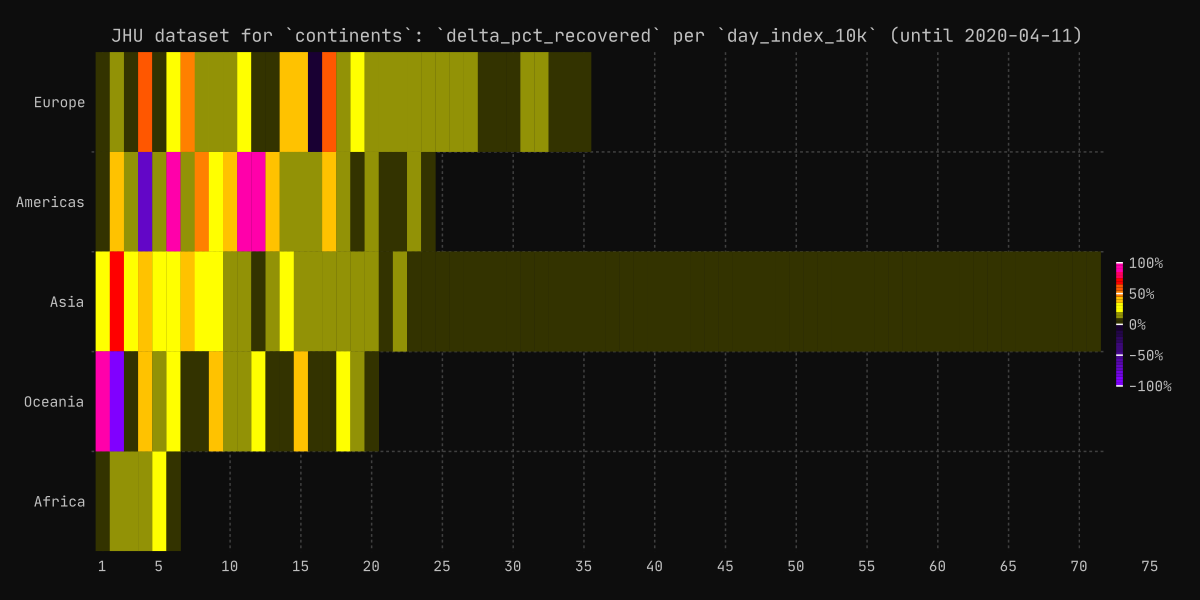 JHU dataset for `continents`: `delta_pct_recovered` per `day_index_10k` (until 2020-04-11)
Europe
Americas
Asia
Oceania
Africa
100%
50%
0%
-50%
-100%
1 5 10 15 20 25 30 35 40 45 50 55 60 65 70 75